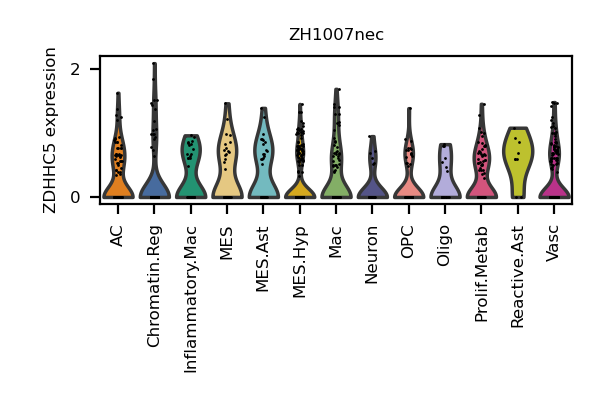 ZH1007nec
ZDHHC5 expression
2
0
AC
Chromatin.Reg
Inflammatory.Mac
MES
MES.Ast
MES.Hyp
Mac
Neuron
OPC
Oligo
Prolif.Metab
Reactive.Ast
Vasc